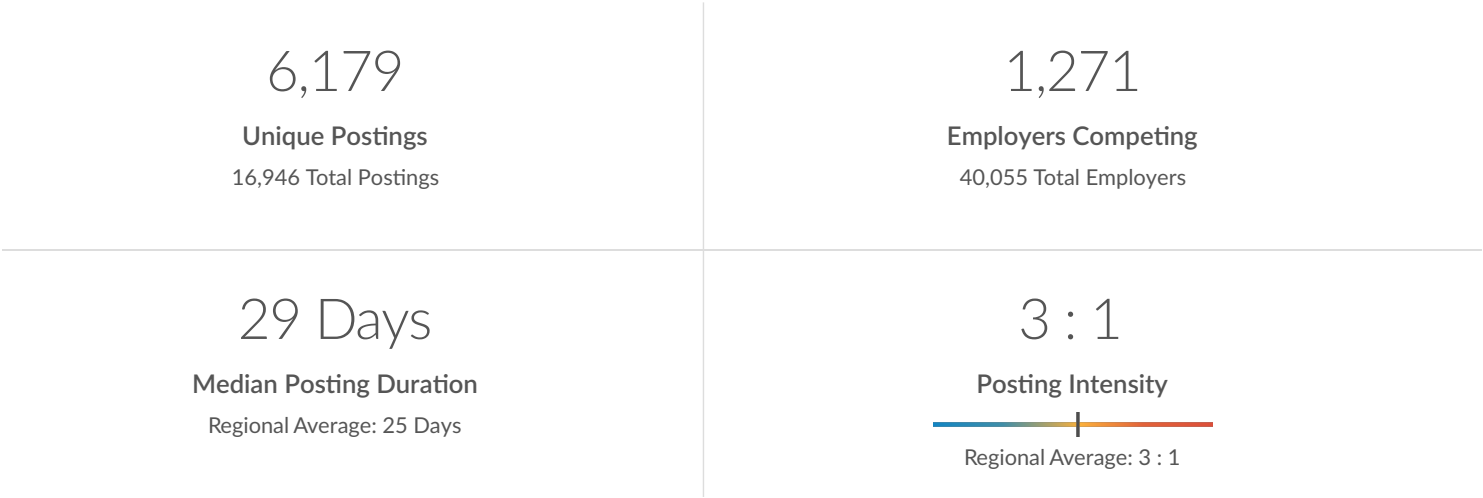 6,179
Unique Postings
16,946 Total Postings
1,271
Employers Competing
40,055 Total Employers
29 Days
Median Posting Duration
Regional Average: 25 Days
3 : 1
Posting Intensity
Regional Average: 3 : 1